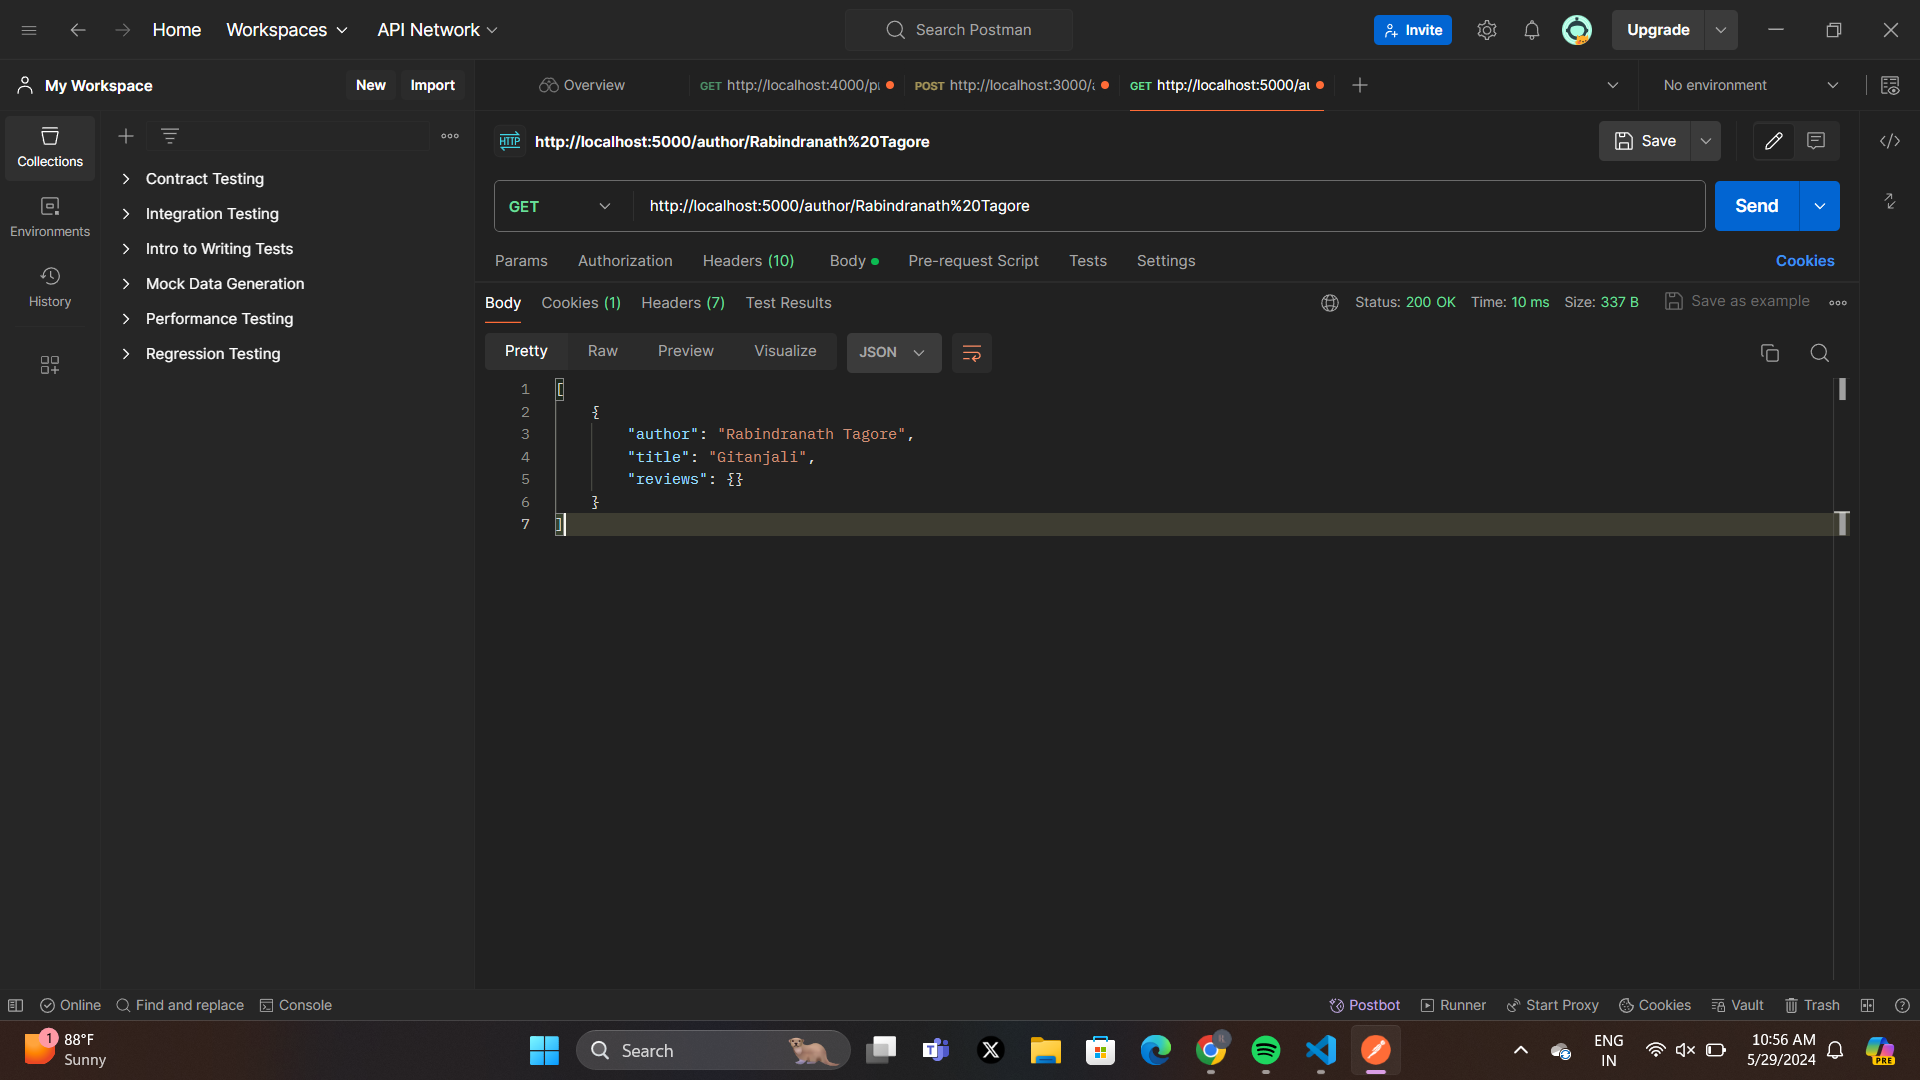 Home Workspaces API Network Search Postman Invite Upgrade
My Workspace New Import Overview GET http://localhost:4000/p POST http://localhost:3000/ GET http://localhost:5000/au No environment
Collections
Environments
History
Contract Testing
Integration Testing
Intro to Writing Tests
Mock Data Generation
Performance Testing
Regression Testing
HTTP http://localhost:5000/author/Rabindranath%20Tagore Save
GET http://localhost:5000/author/Rabindranath%20Tagore Send
Params Authorization Headers (10) Body Pre-request Script Tests Settings Cookies
Body Cookies (1) Headers (7) Test Results Status: 200 OK Time: 10 ms Size: 337 B Save as example
Pretty Raw Preview Visualize JSON
1 [
2 {
3 "author": "Rabindranath Tagore",
4 "title": "Gitanjali",
5 "reviews": {}
6 }
7 ]
Online Find and replace Console Postbot Runner Start Proxy Cookies Vault Trash
1 88°F
Sunny
Search
ENG
IN
10:56 AM
5/29/2024
PRE